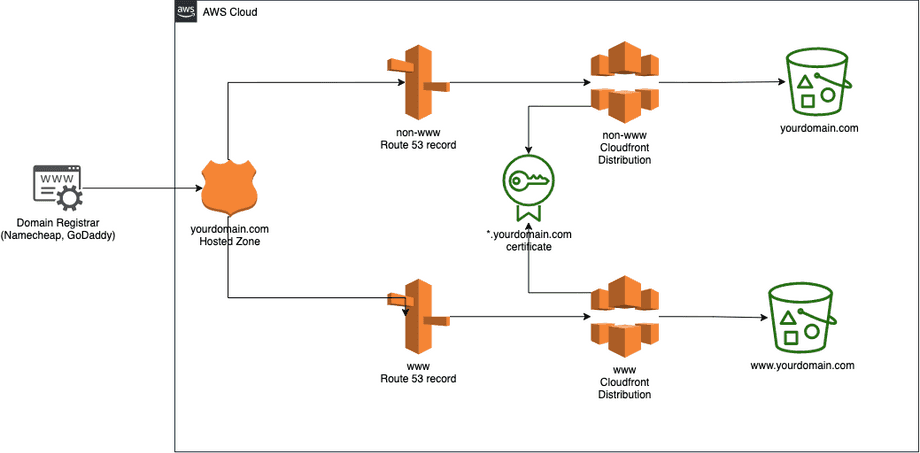 aws
AWS Cloud
non-www
Route 53 record
non-www
Cloudfront
Distribution
yourdomain.com
WWW
Domain Registrar
(Namecheap, GoDaddy)
yourdomain.com
Hosted Zone
*.yourdomain.com
certificate
www
Route 53 record
www
Cloudfront
Distribution
www.yourdomain.com